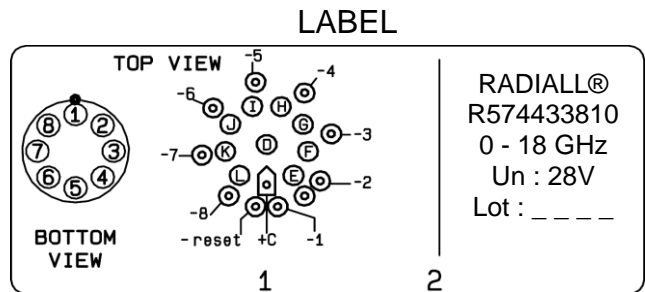 LABEL
TOP VIEW
-5
-4
-6
I H
J G
-3
-7
K D F
L E
-2
-8
-reset +C -1
1
8 2
7 3
6 4
5
BOTTOM
VIEW
RADIALL®
R574433810
0 - 18 GHz
Un : 28V
Lot : _ _ _ _
1 2